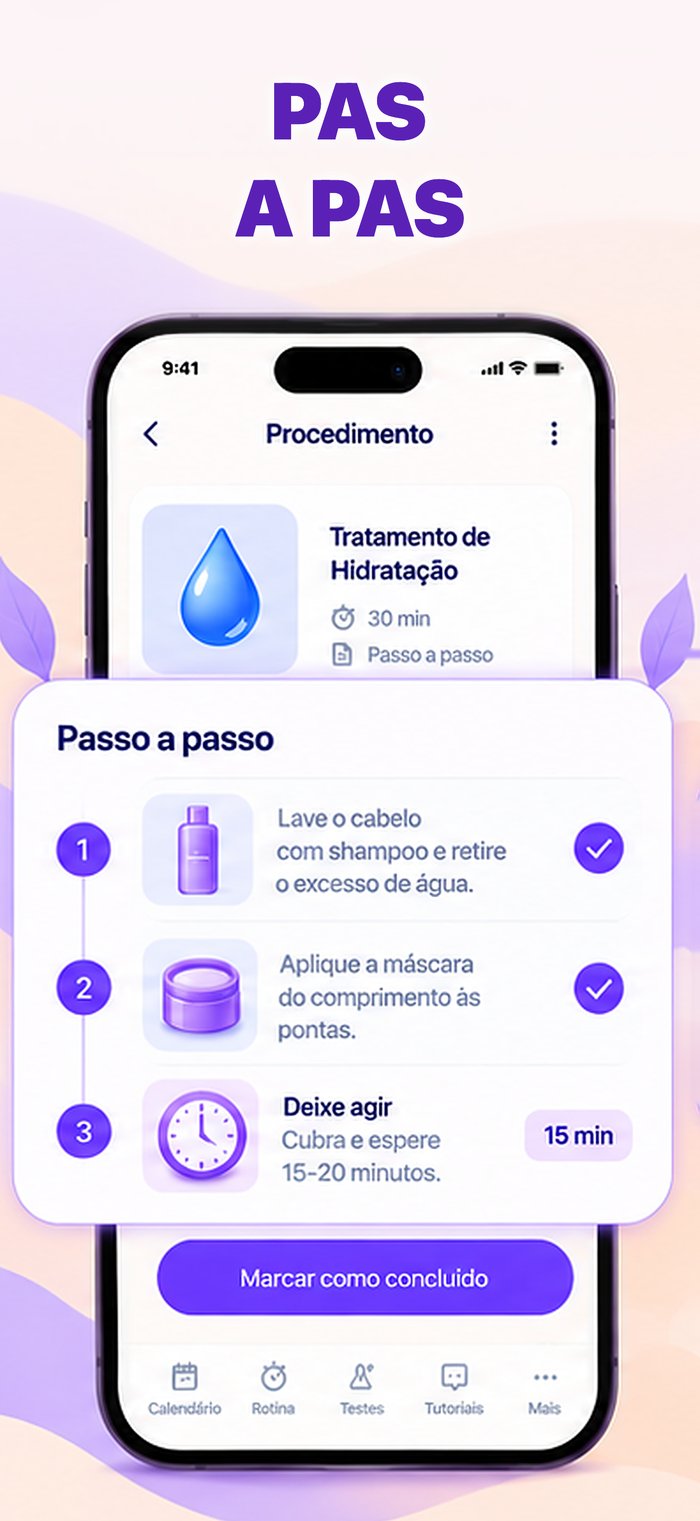 PAS
A PAS
9:41
Procedimento
Tratamento de
Hidratação
30 min
Passo a passo
Passo a passo
1
Lave o cabelo
com shampoo e retire
o excesso de água.
2
Aplique a máscara
do comprimento às
pontas.
3
Deixe agir
Cubra e espere
15-20 minutos.
15 min
Marcar como concluido
Calendário
Rotina
Testes
Tutoriais
Mais